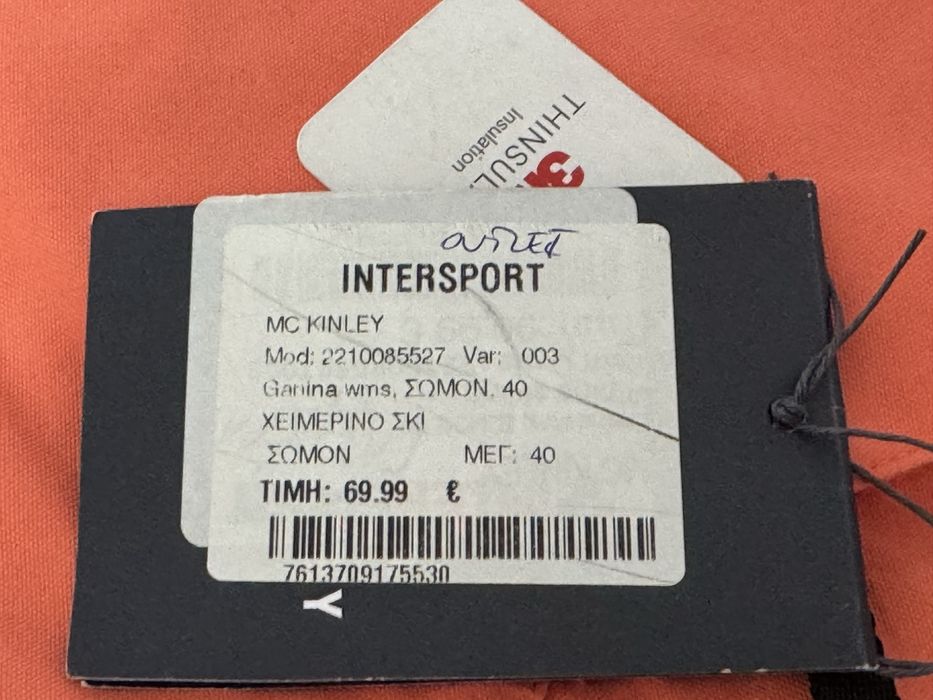 THINSUL
Insulation
3M
OUTLET
INTERSPORT
MC KINLEY
Mod: 2210085527 Var: 003
Ganina wms, ΣΩΜΟΝ, 40
ΧΕΙΜΕΡΙΝΟ ΣΚΙ
ΣΩΜΟΝ ΜΕΓ: 40
ΤΙΜΗ: 69.99 €
7613709175530
Y